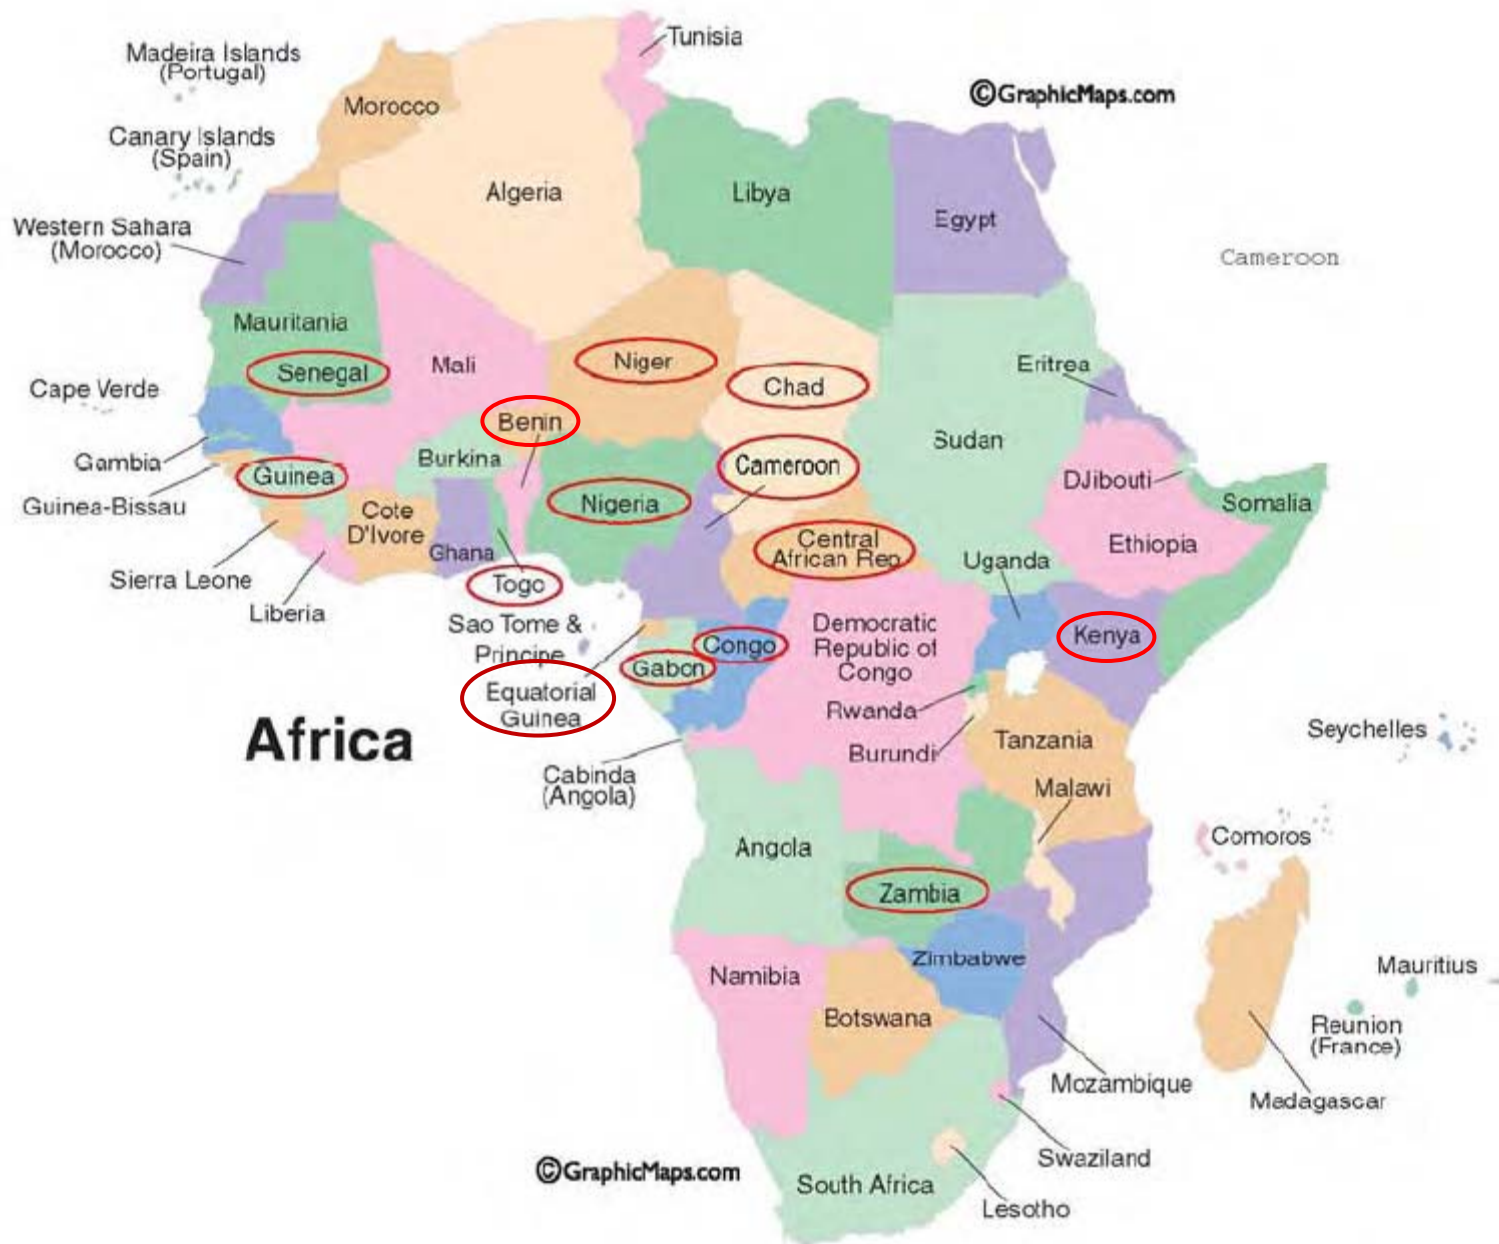 Tunisia
Madeira Islands
(Portugal)
©GraphicMaps.com
Morocco
Canary Islands
(Spain)
Algeria
Libya
Egypt
Western Sahara
(Morocco)
Cameroon
Mauritania
Senegal
Mali
Niger
Chad
Eritrea
Cape Verde
Benin
Sudan
Gambia
Guinea
Burkina
Cameroon
DJibouti
Somalia
Guinea-Bissau
Nigeria
Cote
D'Ivore
Ghana
Central
African Rep
Ethiopia
Uganda
Sierra Leone
Togo
Liberia
Sao Tome &
Principe
Congo
Democratic
Republic of
Congo
Kenya
Gabon
Equatorial
Guinea
Rwanda
Africa
Seychelles
Burundi
Tanzania
Cabinda
(Angola)
Malawi
Angola
Comoros
Zambia
Zimbabwe
Namibia
Mauritius
Botswana
Reunion
(France)
Mozambique
Madagascar
Swaziland
©GraphicMaps.com
South Africa
Lesotho